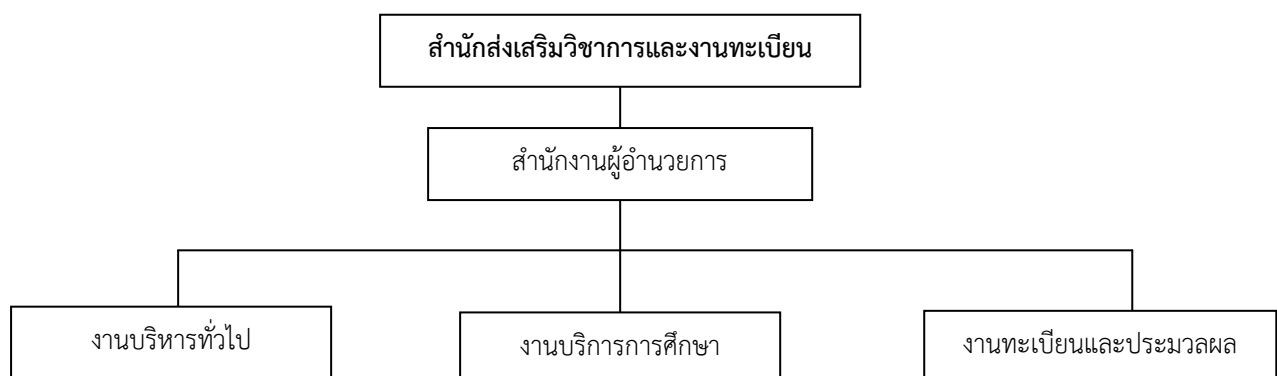 สำนักส่งเสริมวิชาการและงานทะเบียน
สำนักงานผู้อำนวยการ
งานบริหารทั่วไป
งานบริการการศึกษา
งานทะเบียนและประมวลผล